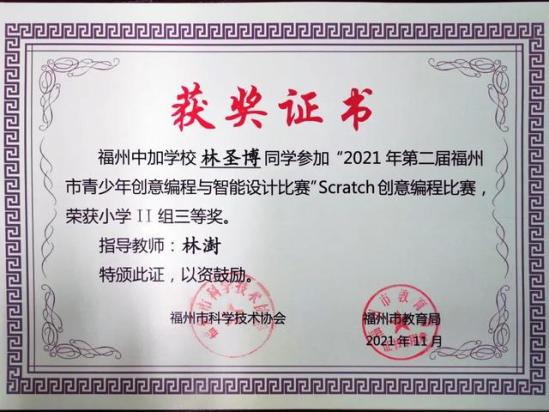 获奖证书
福州中加学校林圣博同学参加“2021年第二届福州
市青少年创意编程与智能设计比赛”Scratch创意编程比赛，
荣获小学II组三等奖。
指导教师：林澍
特颁此证，以资鼓励。
福州市科学技术协会
福州市教育局
2021年11月